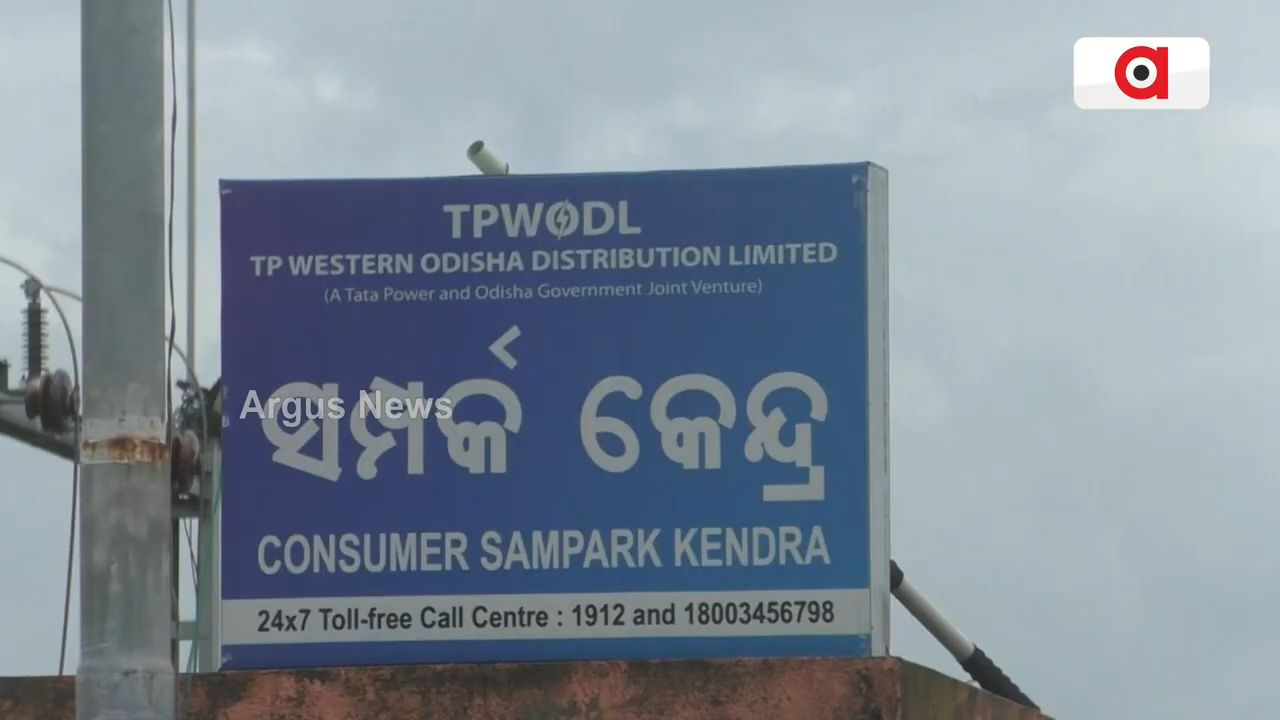 TPWODL
TP WESTERN ODISHA DISTRIBUTION LIMITED
(A Tata Power and Odisha Government Joint Venture)
ସମ୍ପର୍କ କେନ୍ଦ୍ର
Argus News
CONSUMER SAMPARK KENDRA
24x7 Toll-free Call Centre : 1912 and 18003456798